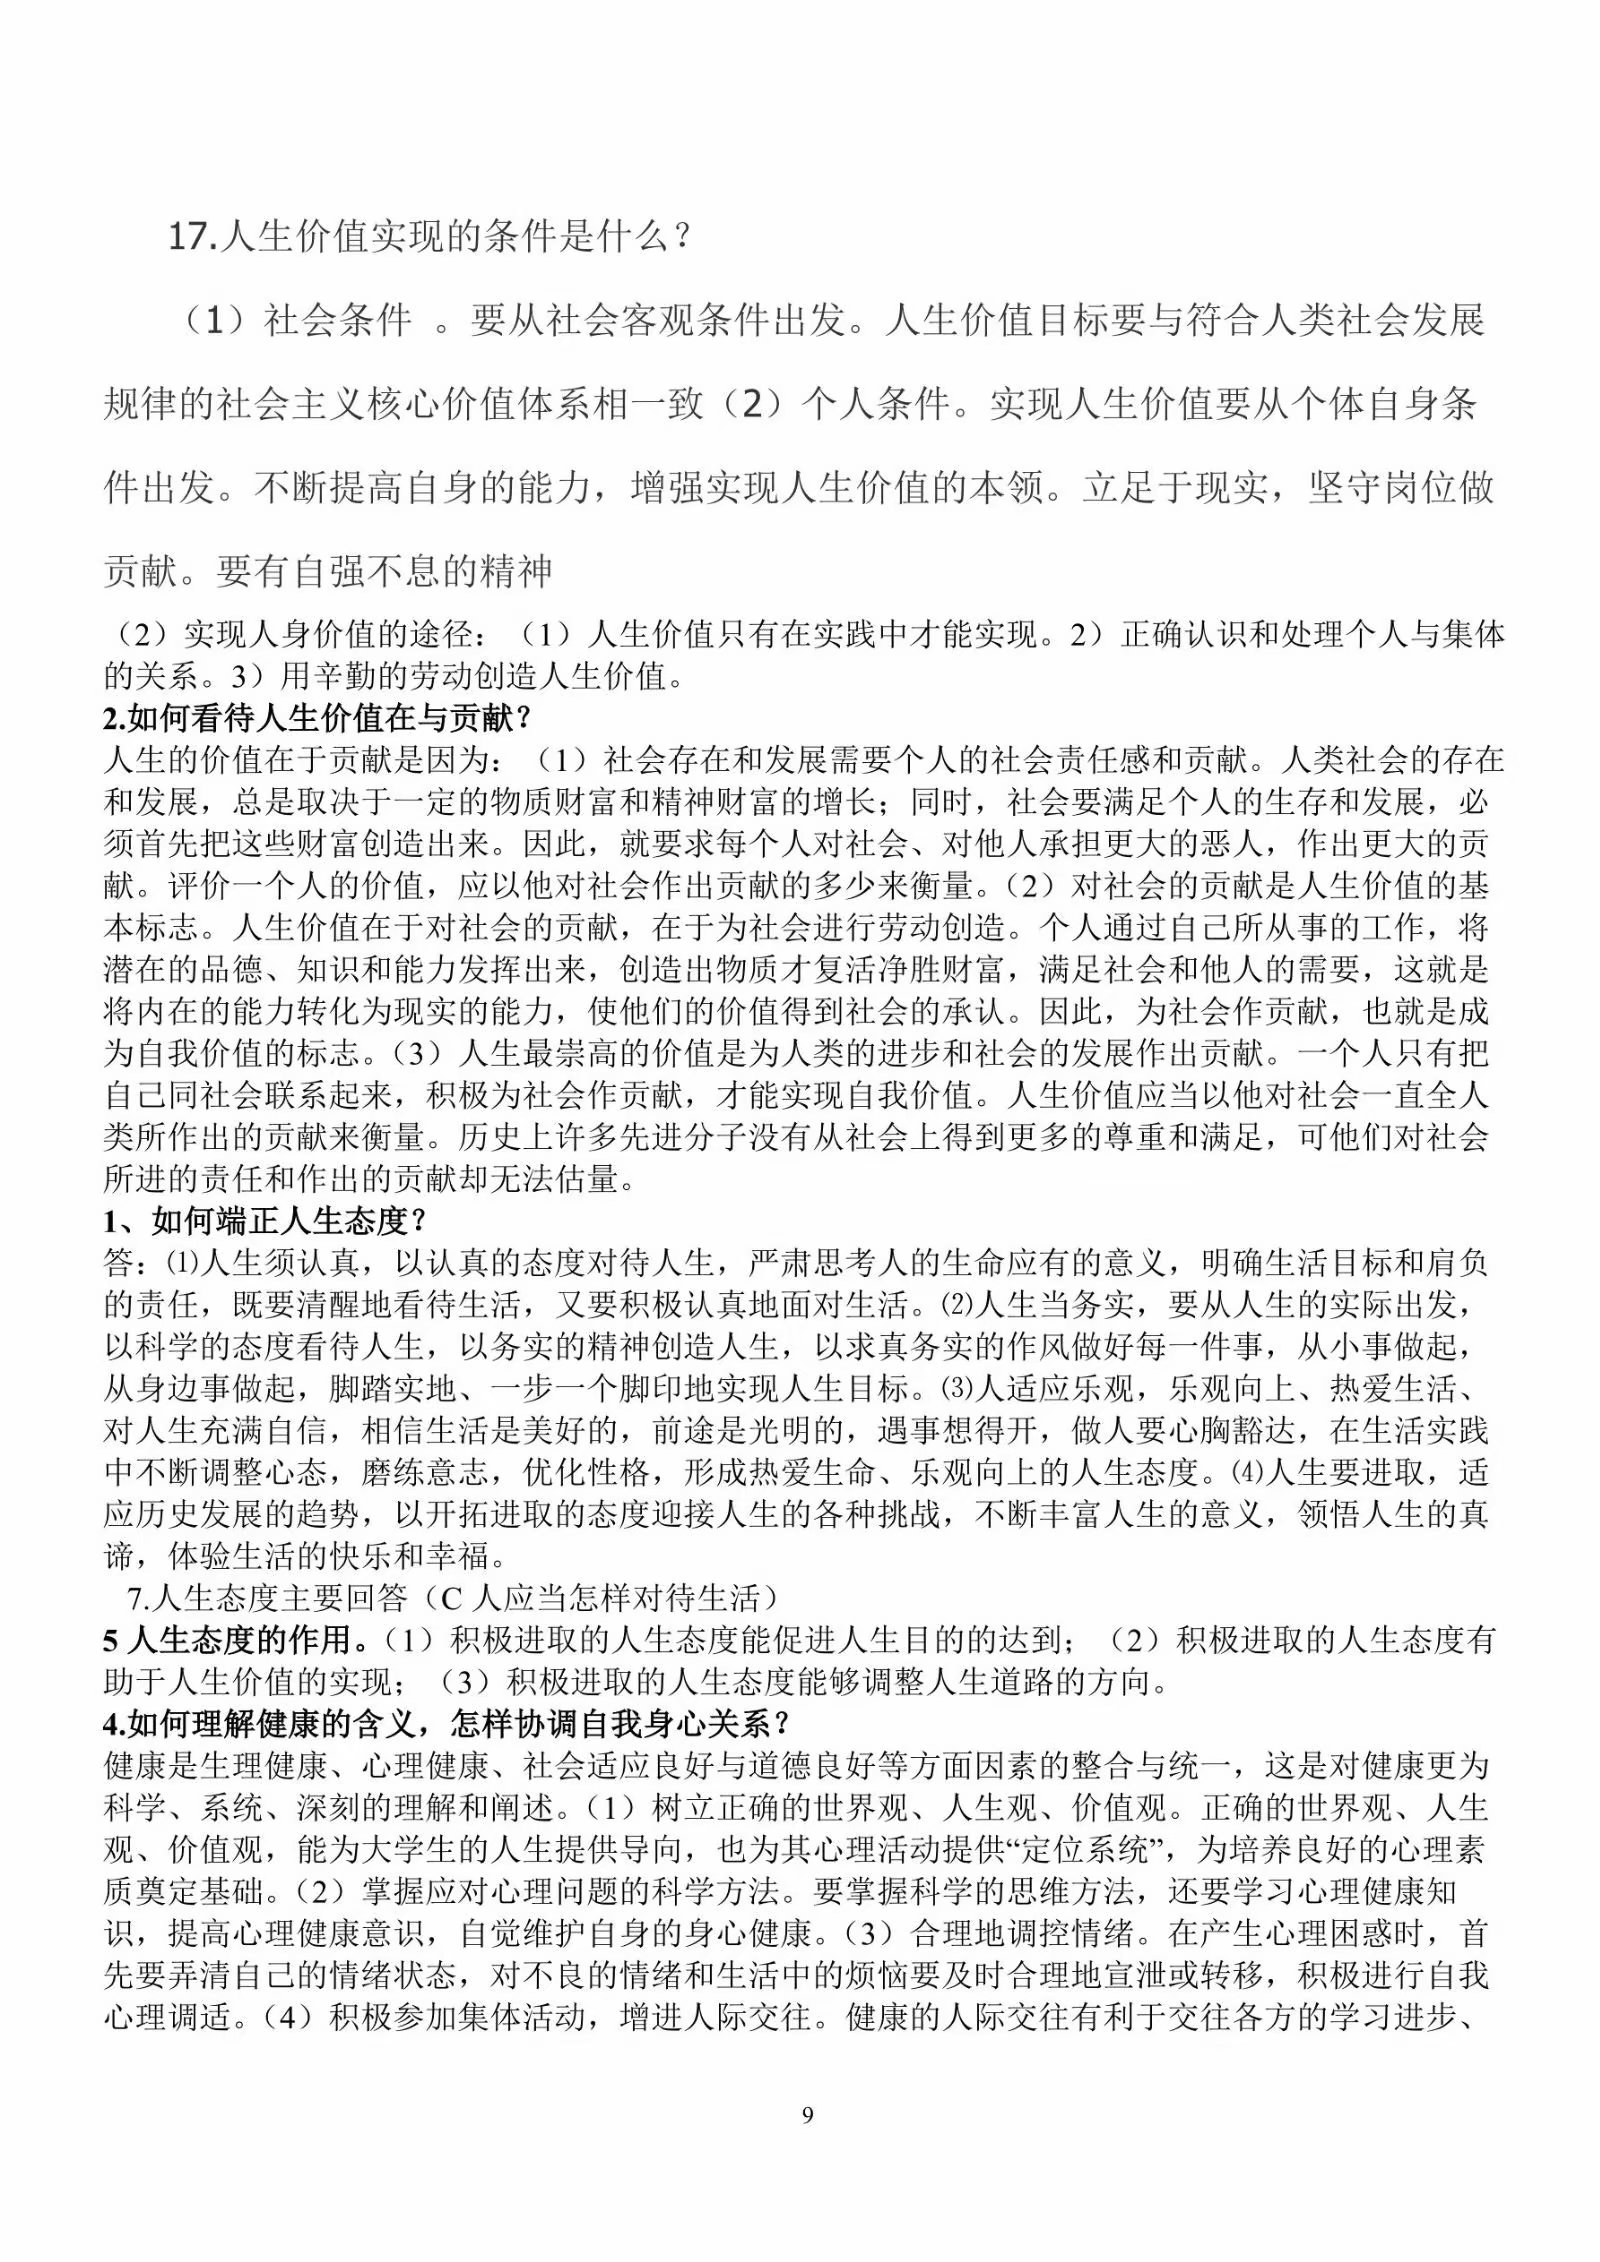 17.人生价值实现的条件是什么？
（1）社会条件 。要从社会客观条件出发。人生价值目标要与符合人类社会发展
规律的社会主义核心价值体系相一致（2）个人条件。实现人生价值要从个体自身条
件出发。不断提高自身的能力，增强实现人生价值的本领。立足于现实，坚守岗位做
贡献。要有自强不息的精神
（2）实现人身价值的途径：（1）人生价值只有在实践中才能实现。2）正确认识和处理个人与集体
的关系。3）用辛勤的劳动创造人生价值。
2.如何看待人生价值在与贡献？
人生的价值在于贡献是因为：（1）社会存在和发展需要个人的社会责任感和贡献。人类社会的存在
和发展，总是取决于一定的物质财富和精神财富的增长；同时，社会要满足个人的生存和发展，必
须首先把这些财富创造出来。因此，就要求每个人对社会、对他人承担更大的恶人，作出更大的贡
献。评价一个人的价值，应以他对社会作出贡献的多少来衡量。（2）对社会的贡献是人生价值的基
本标志。人生价值在于对社会的贡献，在于为社会进行劳动创造。个人通过自己所从事的工作，将
潜在的品德、知识和能力发挥出来，创造出物质才复活净胜财富，满足社会和他人的需要，这就是
将内在的能力转化为现实的能力，使他们的价值得到社会的承认。因此，为社会作贡献，也就是成
为自我价值的标志。（3）人生最崇高的价值是为人类的进步和社会的发展作出贡献。一个人只有把
自己同社会联系起来，积极为社会作贡献，才能实现自我价值。人生价值应当以他对社会一直全人
类所作出的贡献来衡量。历史上许多先进分子没有从社会上得到更多的尊重和满足，可他们对社会
所进的责任和作出的贡献却无法估量。
1、如何端正人生态度？
答：⑴人生须认真，以认真的态度对待人生，严肃思考人的生命应有的意义，明确生活目标和肩负
的责任，既要清醒地看待生活，又要积极认真地面对生活。⑵人生当务实，要从人生的实际出发，
以科学的态度看待人生，以务实的精神创造人生，以求真务实的作风做好每一件事，从小事做起，
从身边事做起，脚踏实地、一步一个脚印地实现人生目标。⑶人适应乐观，乐观向上、热爱生活、
对人生充满自信，相信生活是美好的，前途是光明的，遇事想得开，做人要心胸豁达，在生活实践
中不断调整心态，磨练意志，优化性格，形成热爱生命、乐观向上的人生态度。⑷人生要进取，适
应历史发展的趋势，以开拓进取的态度迎接人生的各种挑战，不断丰富人生的意义，领悟人生的真
谛，体验生活的快乐和幸福。
7.人生态度主要回答（C 人应当怎样对待生活）
5 人生态度的作用。（1）积极进取的人生态度能促进人生目的的达到；（2）积极进取的人生态度有
助于人生价值的实现；（3）积极进取的人生态度能够调整人生道路的方向。
4.如何理解健康的含义，怎样协调自我身心关系？
健康是生理健康、心理健康、社会适应良好与道德良好等方面因素的整合与统一，这是对健康更为
科学、系统、深刻的理解和阐述。（1）树立正确的世界观、人生观、价值观。正确的世界观、人生
观、价值观，能为大学生的人生提供导向，也为其心理活动提供“定位系统”，为培养良好的心理素
质奠定基础。（2）掌握应对心理问题的科学方法。要掌握科学的思维方法，还要学习心理健康知
识，提高心理健康意识，自觉维护自身的身心健康。（3）合理地调控情绪。在产生心理困惑时，首
先要弄清自己的情绪状态，对不良的情绪和生活中的烦恼要及时合理地宣泄或转移，积极进行自我
心理调适。（4）积极参加集体活动，增进人际交往。健康的人际交往有利于交往各方的学习进步、
9